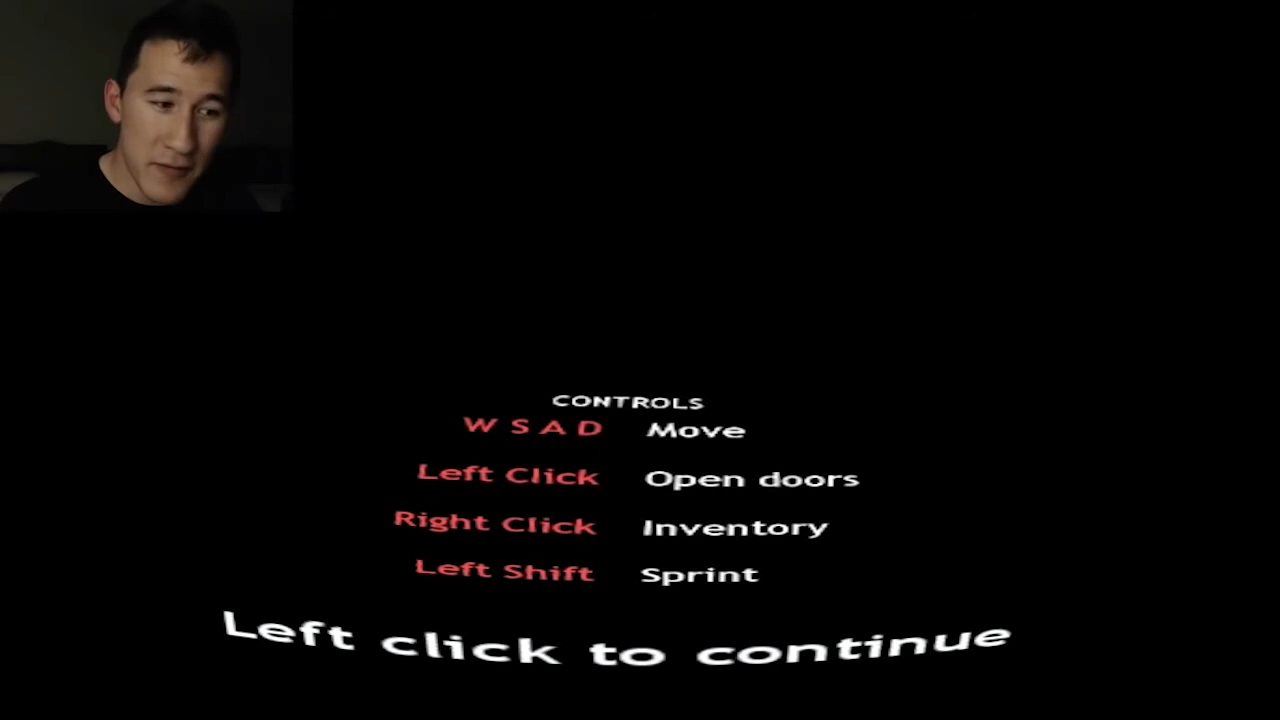 CONTROLS
W S A D Move
Left Click Open doors
Right Click Inventory
Left Shift Sprint
Left click to continue